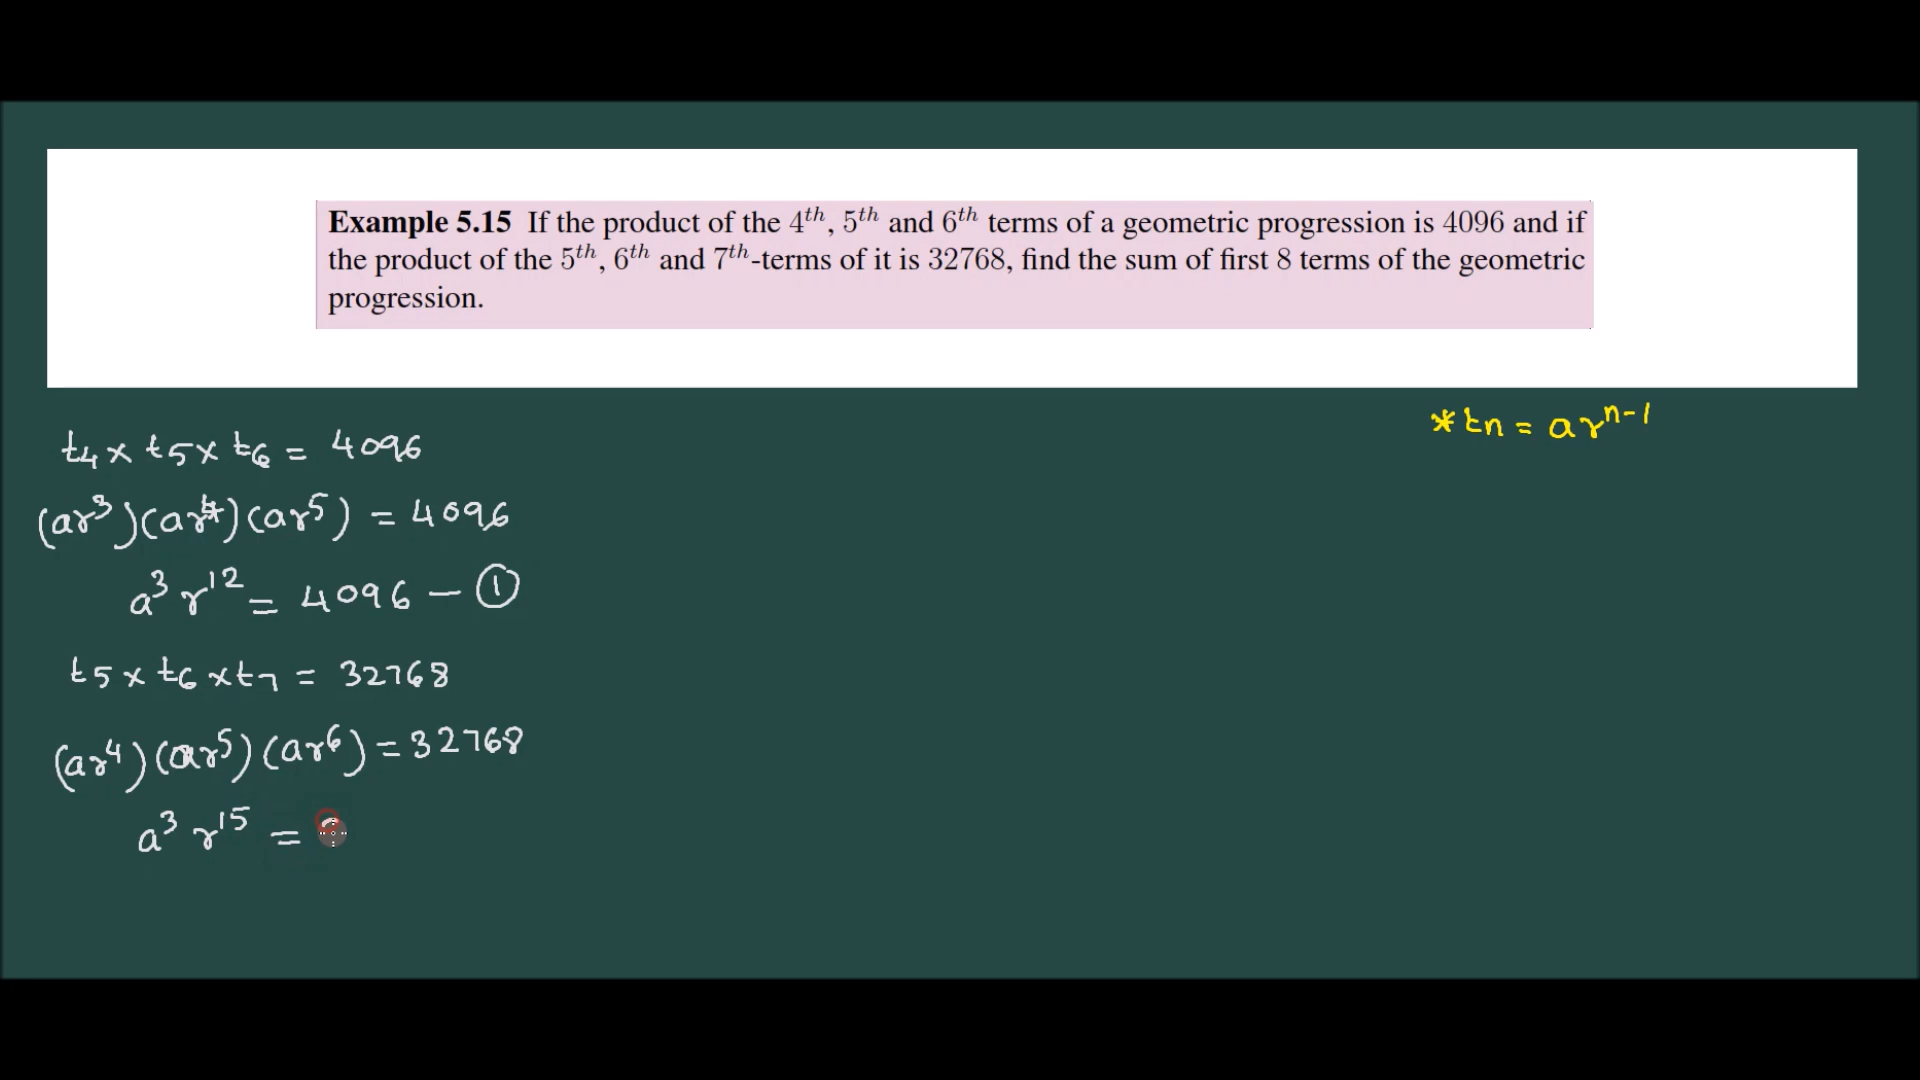 Example 5.15 If the product of the 4th, 5th and 6th terms of a geometric progression is 4096 and if
the product of the 5th, 6th and 7th-terms of it is 32768, find the sum of first 8 terms of the geometric
progression.
*tn = ar^n-1
t4 x t5 x t6 = 4096
(ar^3)(ar^4)(ar^5) = 4096
a^3 r^12 = 4096 — ①
t5 x t6 x t7 = 32768
(ar^4)(ar^5)(ar^6) = 32768
a^3 r^15 =